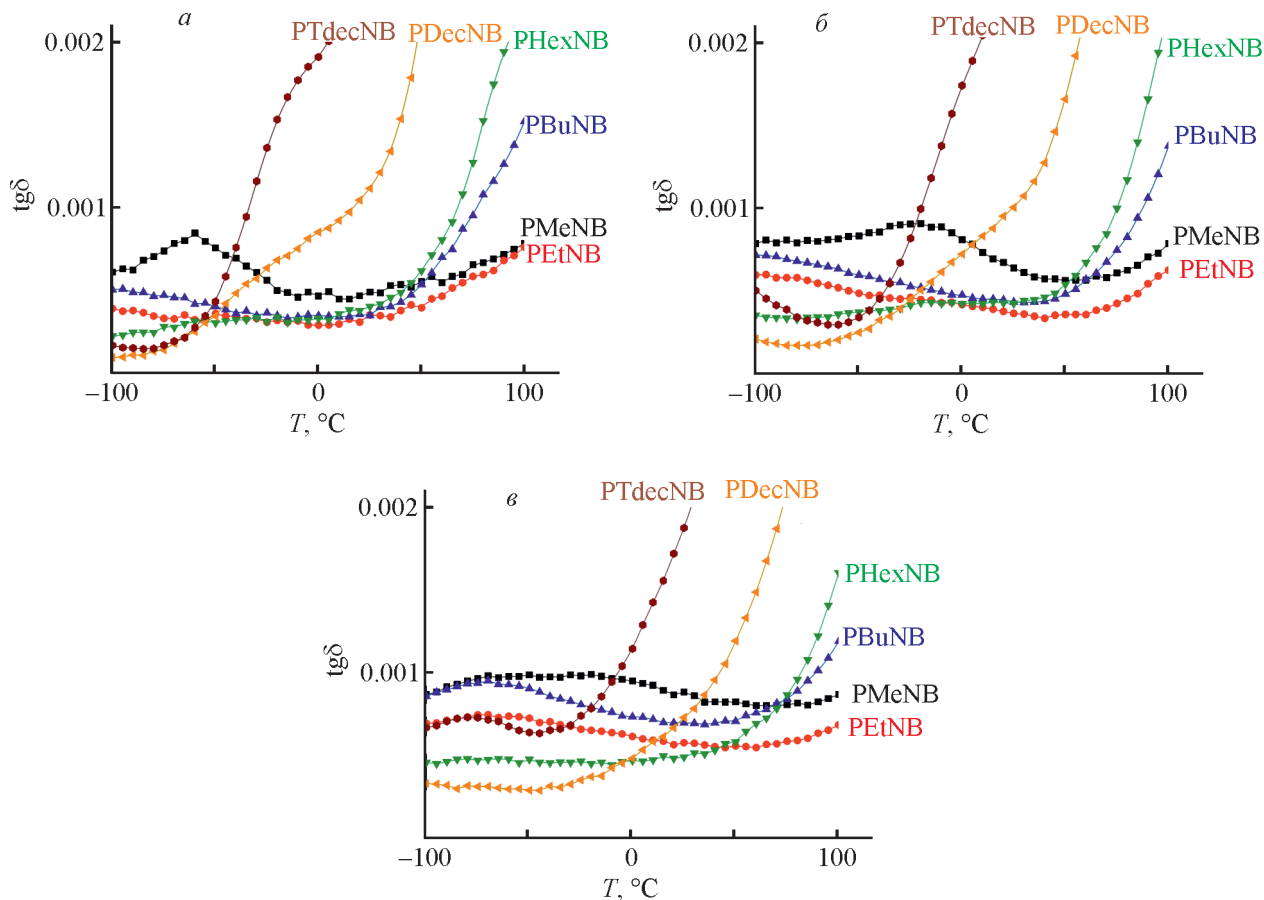 а
PTdecNB
PDecNB
PHexNB
0.002
PBuNB
tgδ
0.001
PMeNB
PEtNB
–100
0
100
T, °C
б
PTdecNB
PDecNB
PHexNB
0.002
PBuNB
tgδ
0.001
PMeNB
PEtNB
–100
0
100
T, °C
в
PTdecNB
PDecNB
0.002
PHexNB
PBuNB
tgδ
0.001
PMeNB
PEtNB
–100
0
100
T, °C